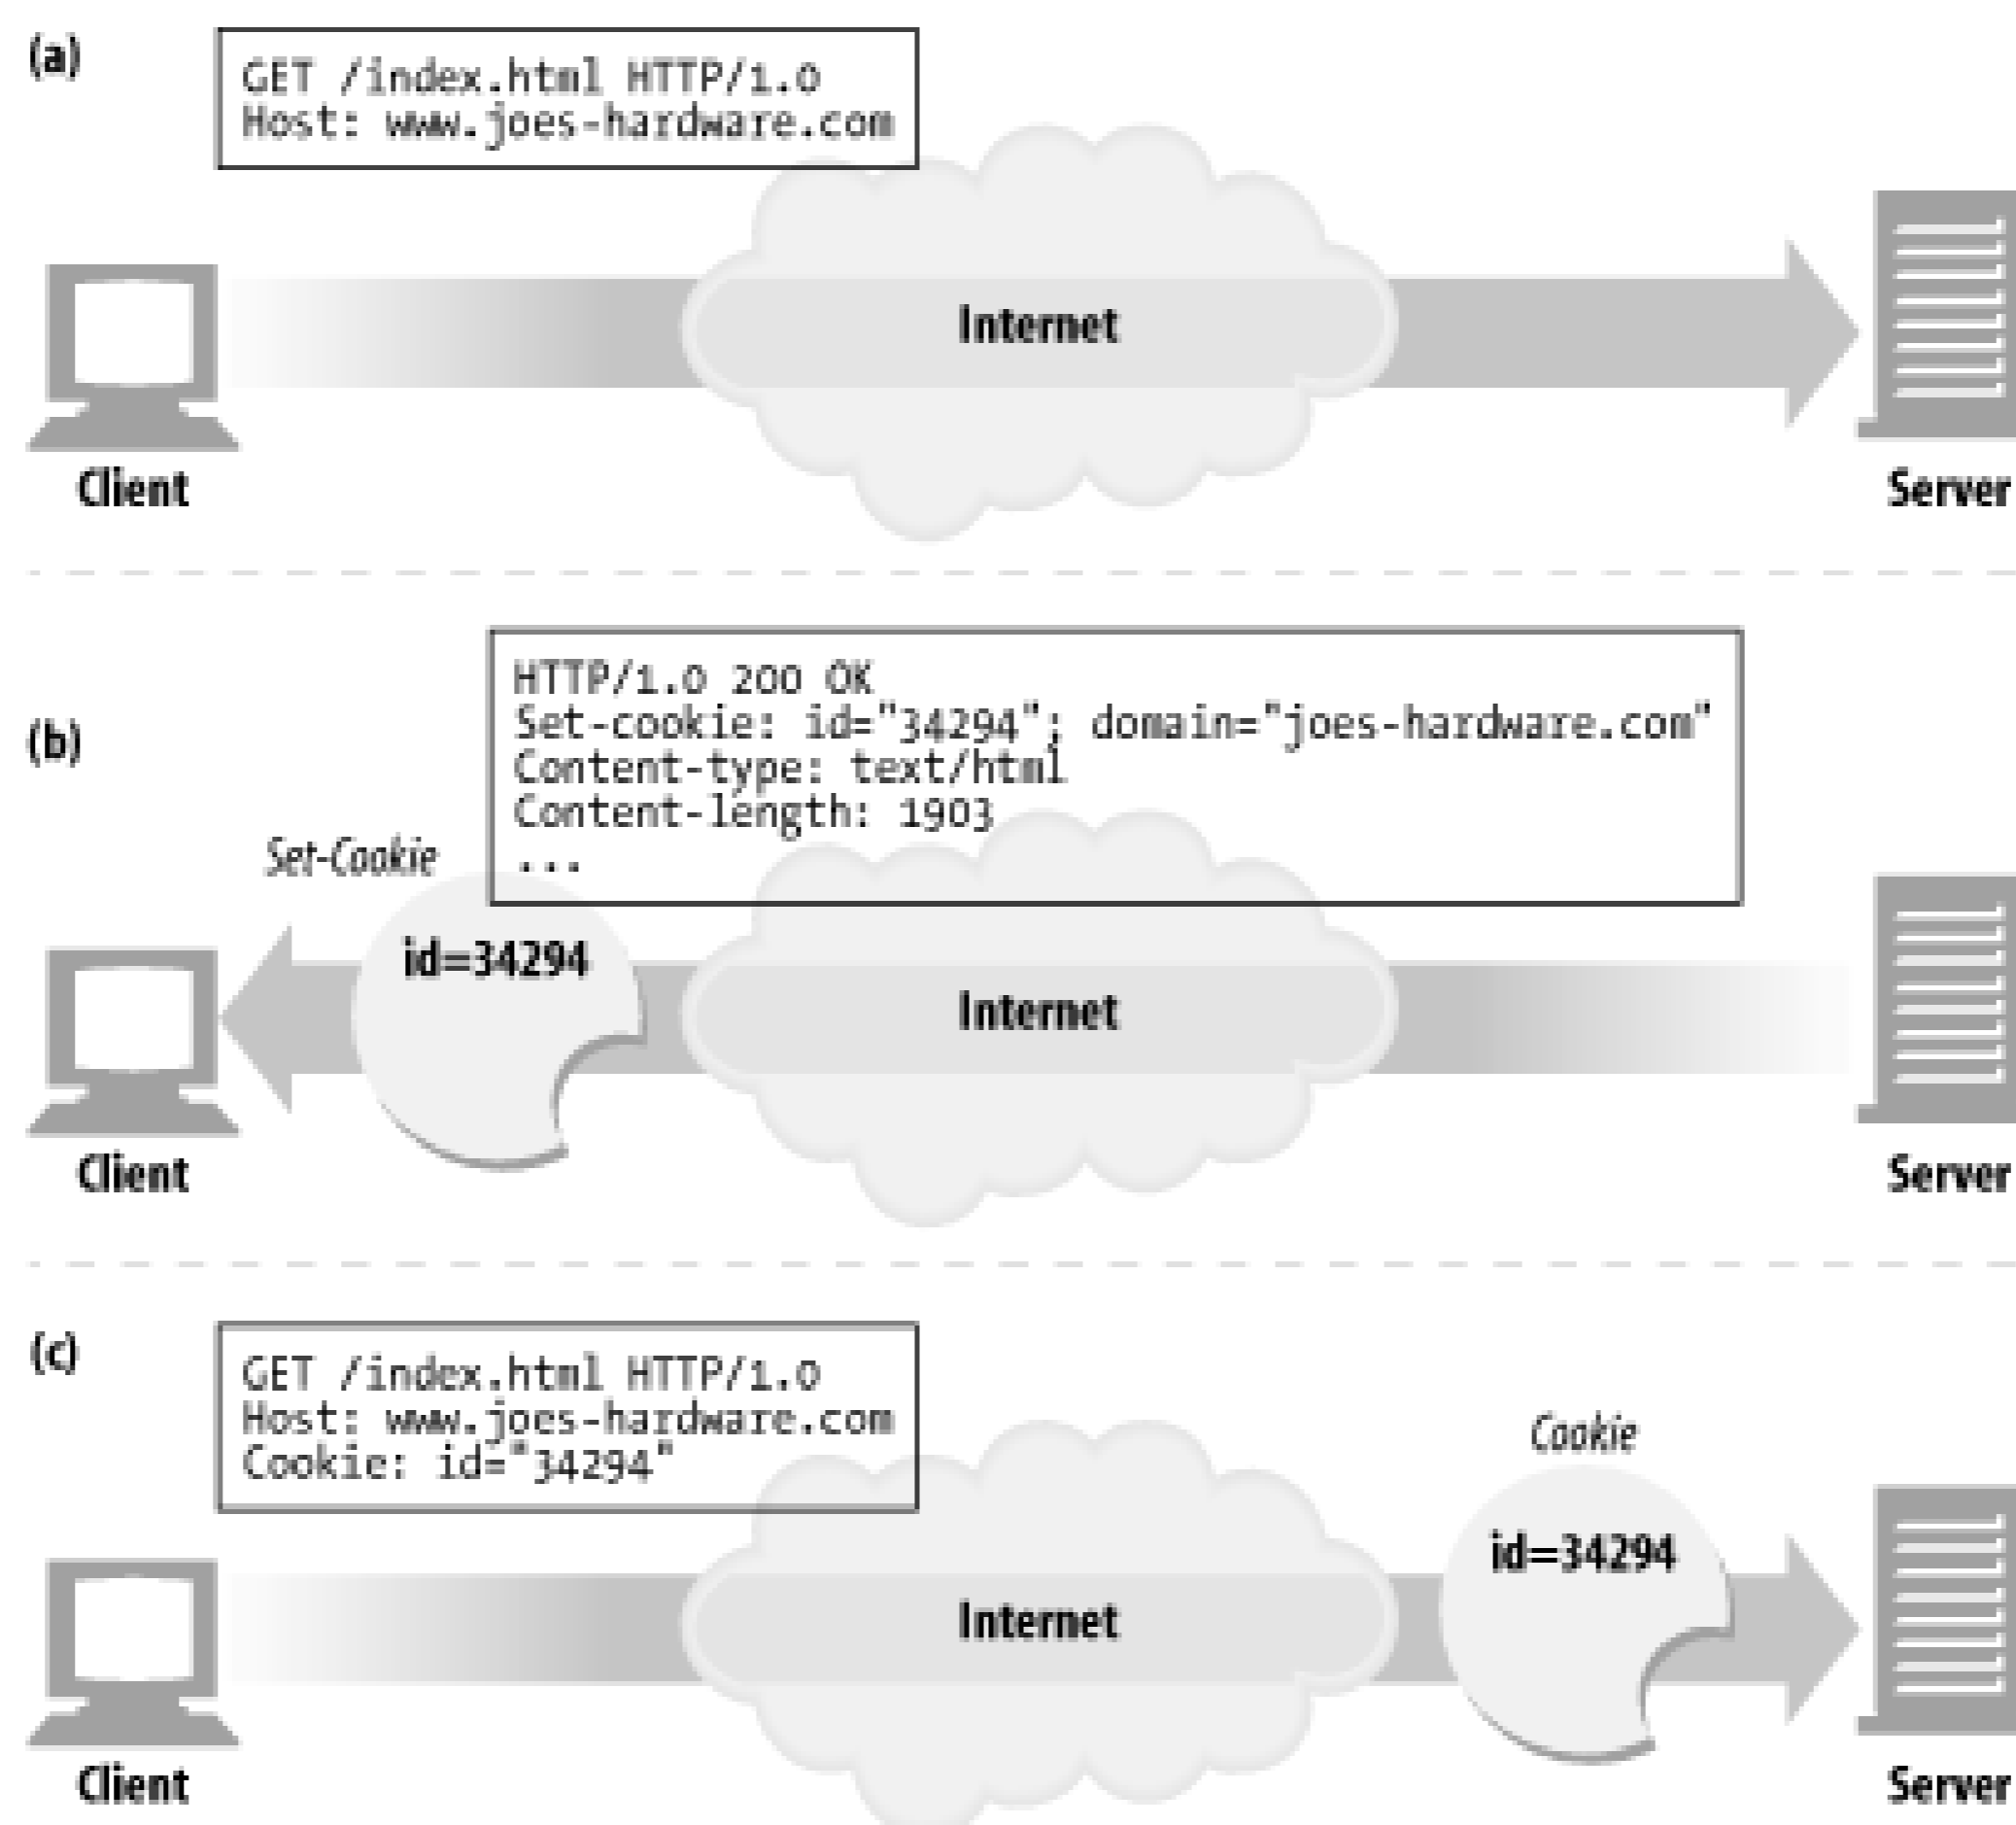 (a)
GET /index.html HTTP/1.0
Host: www.joes-hardware.com
Internet
Client
Server
(b)
HTTP/1.0 200 OK
Set-cookie: id="34294"; domain="joes-hardware.com"
Content-type: text/html
Content-length: 1903
...
Set-Cookie
id=34294
Internet
Client
Server
(c)
GET /index.html HTTP/1.0
Host: www.joes-hardware.com
Cookie: id="34294"
Cookie
id=34294
Internet
Client
Server